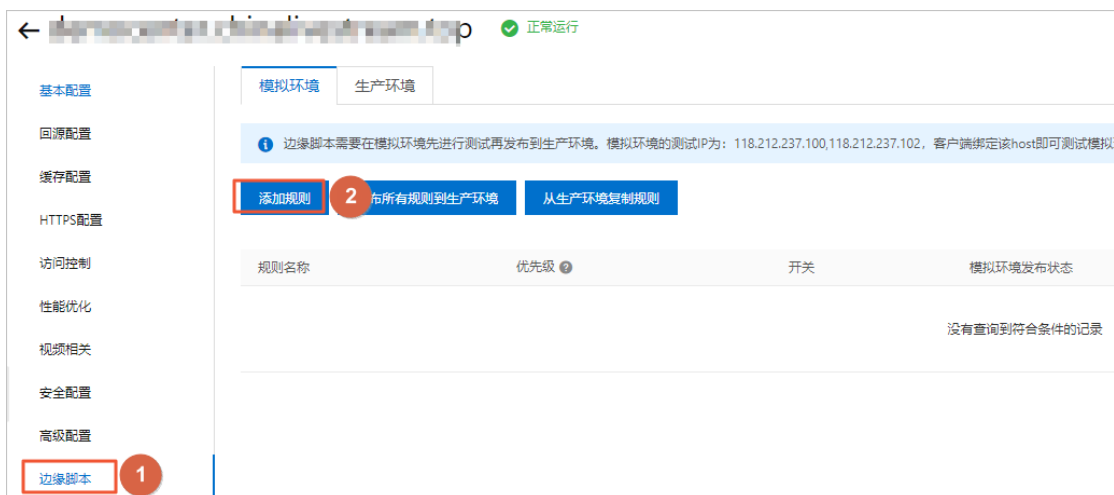 正常运行
模拟环境 生产环境
基本配置
回源配置
缓存配置
HTTPS配置
访问控制
性能优化
视频相关
安全配置
高级配置
边缘脚本 1
边缘脚本需要在模拟环境先进行测试再发布到生产环境。模拟环境的测试IP为：118.212.237.100,118.212.237.102，客户端绑定该host即可测试模拟
添加规则 2 布所有规则到生产环境 从生产环境复制规则
规则名称 优先级 开关 模拟环境发布状态
没有查询到符合条件的记录